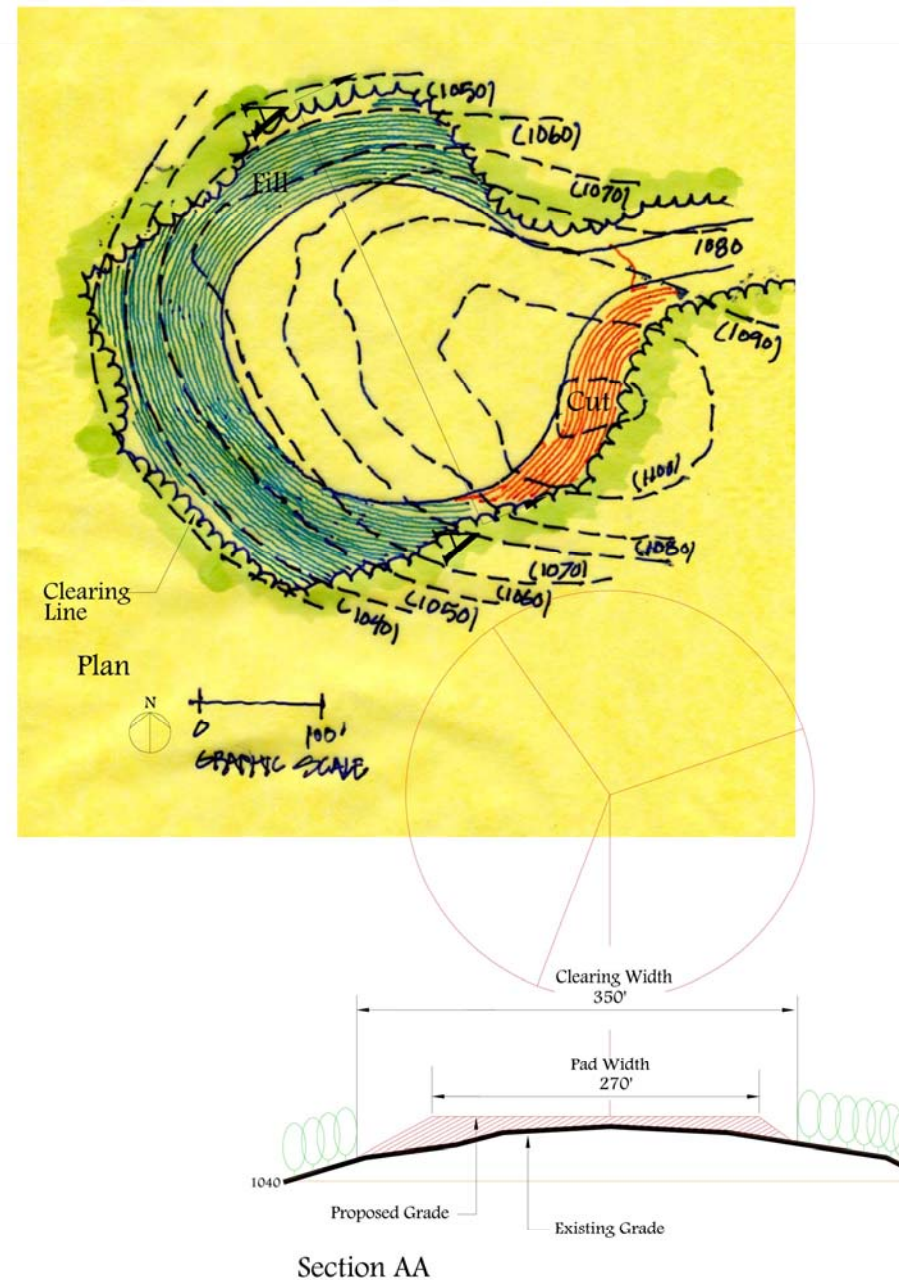 (1050)
A
(1060)
Fill
(1070)
1080
(1090)
Cut
(1100)
A
(1080)
(1070)
(1060)
(1050)
(1040)
Clearing
Line
Plan
N
0
100'
GRAPHIC SCALE
Clearing Width
350'
Pad Width
270'
1040
Proposed Grade
Existing Grade
Section AA